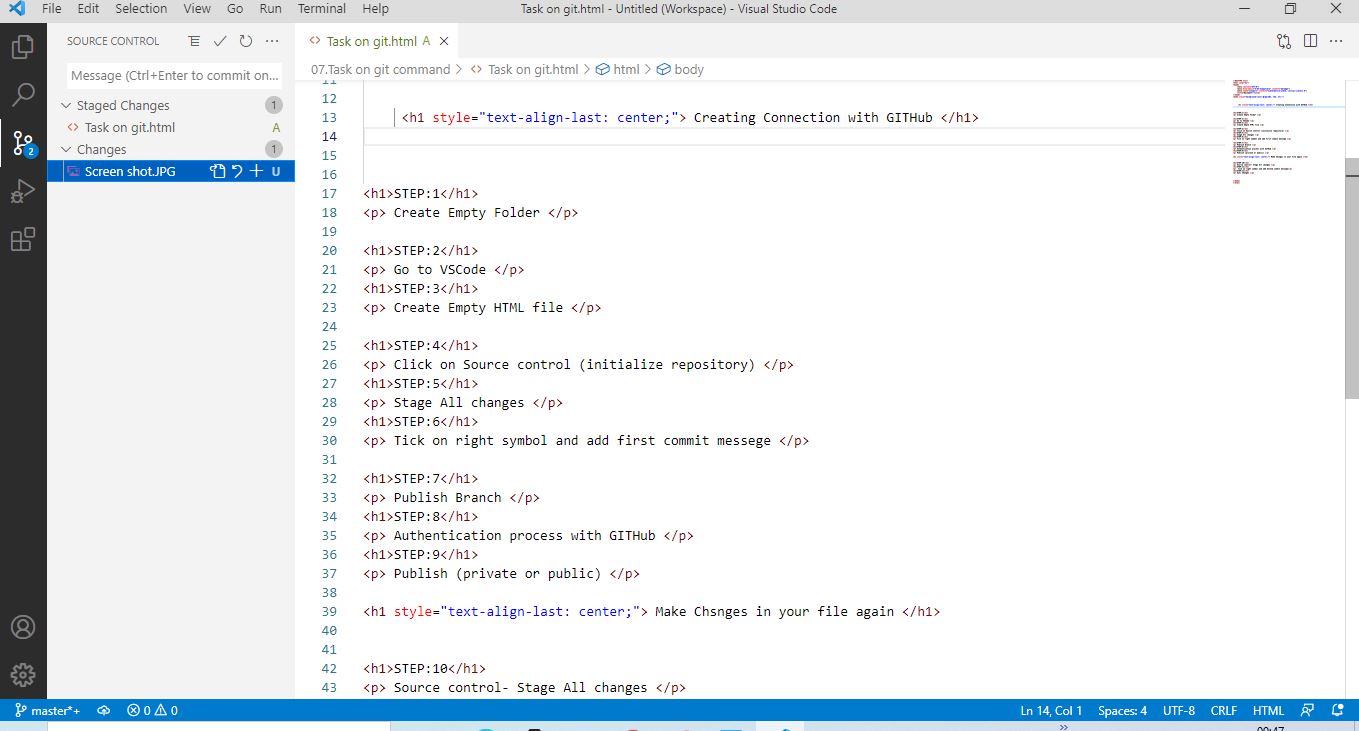 File Edit Selection View Go Run Terminal Help Task on git.html - Untitled (Workspace) - Visual Studio Code
SOURCE CONTROL
Task on git.html A
Message (Ctrl+Enter to commit on...
07.Task on git command > Task on git.html > html > body
Staged Changes 1
Task on git.html A
Changes 1
Screen shot.JPG U
2
11
12
13 <h1 style="text-align-last: center;"> Creating Connection with GITHub </h1>
14
15
16
17 <h1>STEP:1</h1>
18 <p> Create Empty Folder </p>
19
20 <h1>STEP:2</h1>
21 <p> Go to VSCode </p>
22 <h1>STEP:3</h1>
23 <p> Create Empty HTML file </p>
24
25 <h1>STEP:4</h1>
26 <p> Click on Source control (initialize repository) </p>
27 <h1>STEP:5</h1>
28 <p> Stage All changes </p>
29 <h1>STEP:6</h1>
30 <p> Tick on right symbol and add first commit messege </p>
31
32 <h1>STEP:7</h1>
33 <p> Publish Branch </p>
34 <h1>STEP:8</h1>
35 <p> Authentication process with GITHub </p>
36 <h1>STEP:9</h1>
37 <p> Publish (private or public) </p>
38
39 <h1 style="text-align-last: center;"> Make Chsnges in your file again </h1>
40
41
42 <h1>STEP:10</h1>
43 <p> Source control- Stage All changes </p>
master*+ 0 0 Ln 14, Col 1 Spaces: 4 UTF-8 CRLF HTML